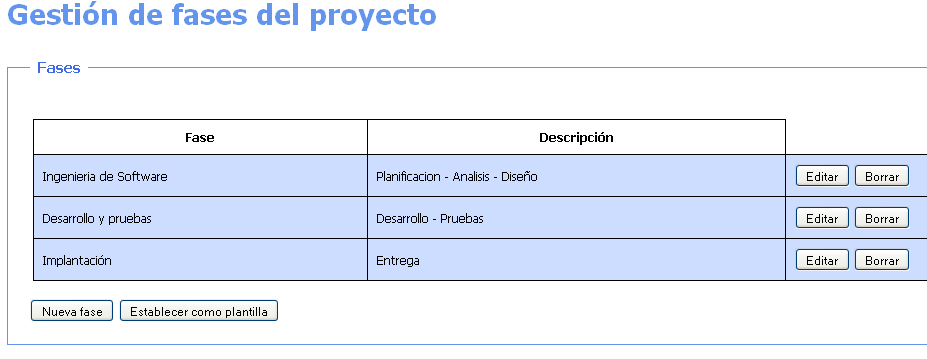 Gestión de fases del proyecto
Fases
Fase Descripción
Ingenieria de Software Planificacion - Analisis - Diseño Editar Borrar
Desarrollo y pruebas Desarrollo - Pruebas Editar Borrar
Implantación Entrega Editar Borrar
Nueva fase Establecer como plantilla